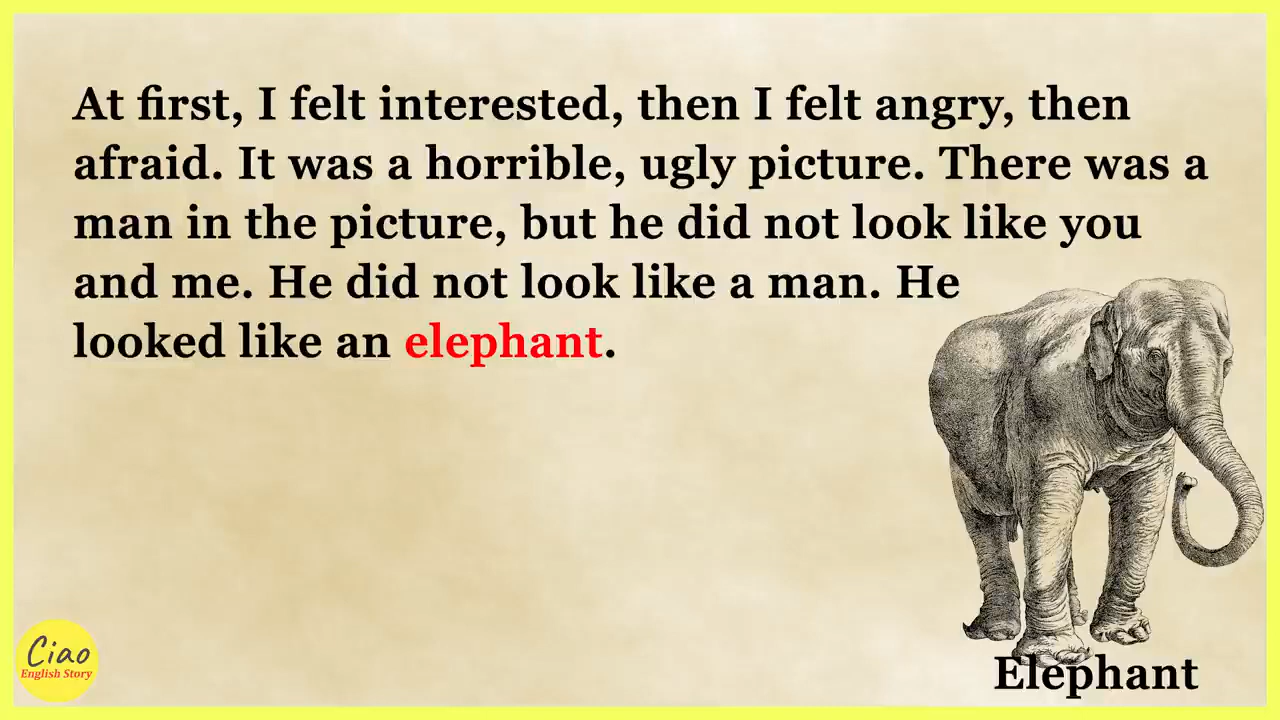 At first, I felt interested, then I felt angry, then
afraid. It was a horrible, ugly picture. There was a
man in the picture, but he did not look like you
and me. He did not look like a man. He
looked like an elephant.
Elephant
Ciao
English Story